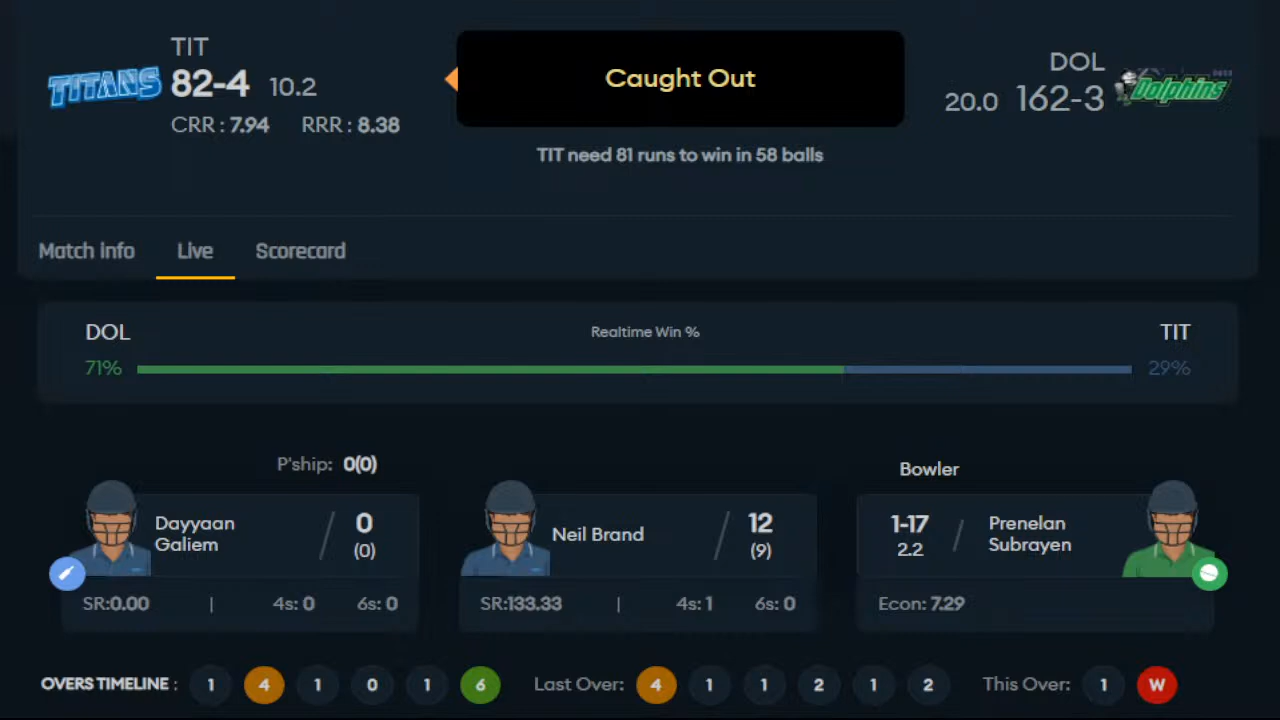 TIT
TITANS
82-4 10.2
CRR : 7.94 RRR : 8.38
Caught Out
TIT need 81 runs to win in 58 balls
DOL
20.0 162-3
Dolphins
Match info Live Scorecard
DOL Realtime Win % TIT
71% 29%
P'ship: 0(0)
Dayyaan
Galiem
0
(0)
SR:0.00 | 4s: 0 6s: 0
Neil Brand
12
(9)
SR:133.33 | 4s: 1 6s: 0
Bowler
1-17
2.2
Prenelan
Subrayen
Econ: 7.29
OVERS TIMELINE : 1 4 1 0 1 6 Last Over: 4 1 1 2 1 2 This Over: 1 W